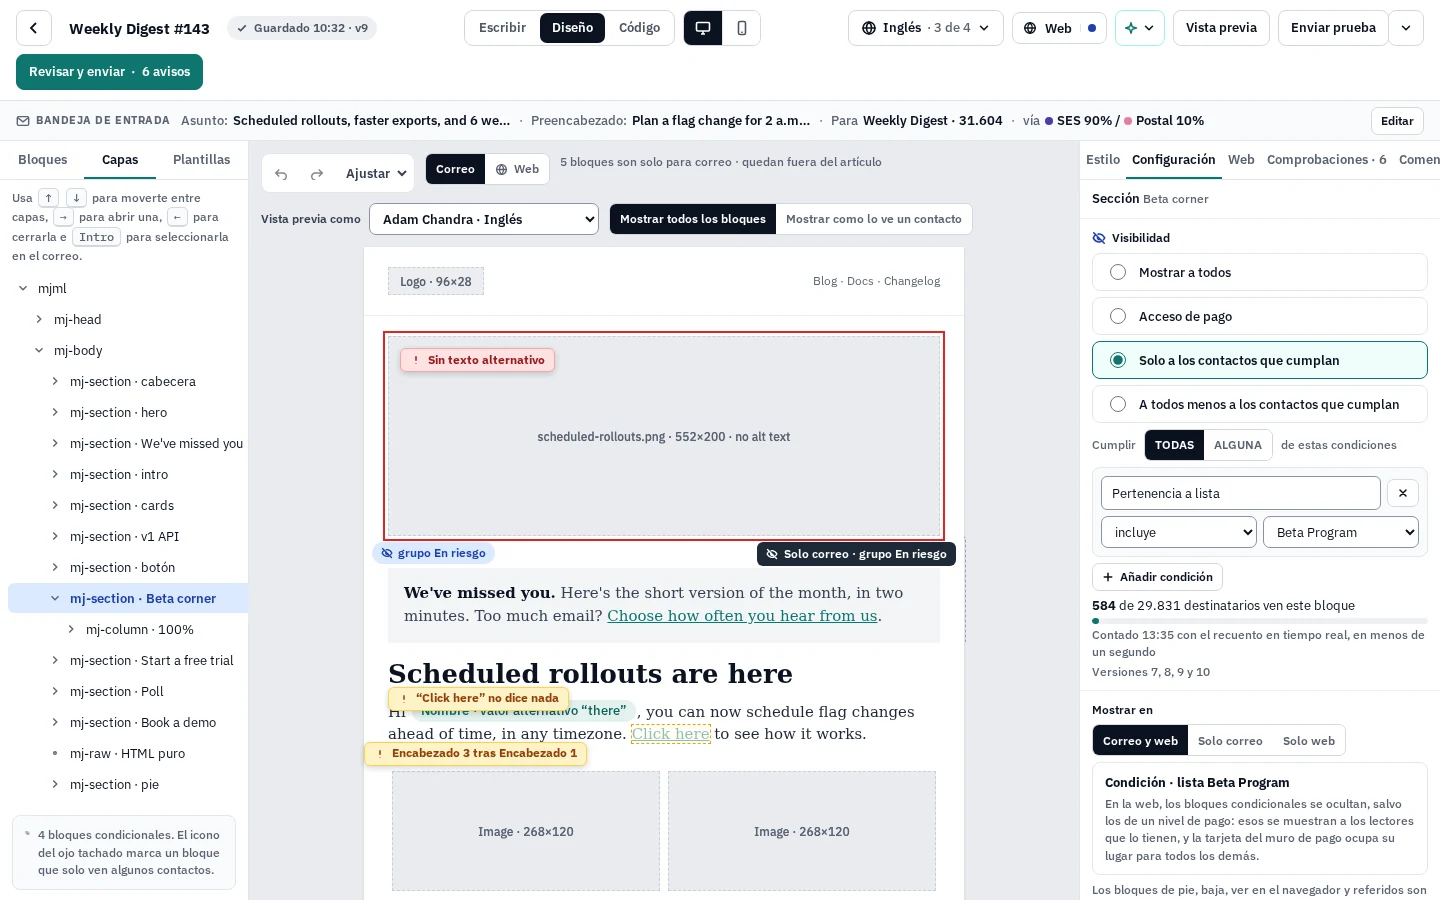 Weekly Digest #143
Guardado 10:32 · v9
Escribir
Diseño
Código
Inglés · 3 de 4
Web
Vista previa
Enviar prueba
Revisar y enviar · 6 avisos
BANDEJA DE ENTRADA
Asunto: Scheduled rollouts, faster exports, and 6 we…
· Preencabezado: Plan a flag change for 2 a.m…
· Para Weekly Digest · 31.604
· vía SES 90% / Postal 10%
Editar
Bloques
Capas
Plantillas
Usa ↑ ↓ para moverte entre
capas, → para abrir una, ← para
cerrarla e Intro para seleccionarla
en el correo.
mjml
mj-head
mj-body
mj-section · cabecera
mj-section · hero
mj-section · We've missed you
mj-section · intro
mj-section · cards
mj-section · v1 API
mj-section · botón
mj-section · Beta corner
mj-column · 100%
mj-section · Start a free trial
mj-section · Poll
mj-section · Book a demo
mj-raw · HTML puro
mj-section · pie
4 bloques condicionales. El icono
del ojo tachado marca un bloque
que solo ven algunos contactos.
Ajustar
Correo
Web
5 bloques son solo para correo · quedan fuera del artículo
Vista previa como
Adam Chandra · Inglés
Mostrar todos los bloques
Mostrar como lo ve un contacto
Logo · 96×28
Blog · Docs · Changelog
! Sin texto alternativo
scheduled-rollouts.png · 552×200 · no alt text
grupo En riesgo
Solo correo · grupo En riesgo
We've missed you. Here's the short version of the month, in two
minutes. Too much email? Choose how often you hear from us.
Scheduled rollouts are here
! “Click here” no dice nada
Hi Nombre · valor alternativo “there” , you can now schedule flag changes
ahead of time, in any timezone. Click here to see how it works.
! Encabezado 3 tras Encabezado 1
Image · 268×120
Image · 268×120
Estilo
Configuración
Web
Comprobaciones · 6
Comen
Sección Beta corner
Visibilidad
Mostrar a todos
Acceso de pago
Solo a los contactos que cumplan
A todos menos a los contactos que cumplan
Cumplir TODAS ALGUNA de estas condiciones
Pertenencia a lista
incluye
Beta Program
Añadir condición
584 de 29.831 destinatarios ven este bloque
Contado 13:35 con el recuento en tiempo real, en menos de
un segundo
Versiones 7, 8, 9 y 10
Mostrar en
Correo y web
Solo correo
Solo web
Condición · lista Beta Program
En la web, los bloques condicionales se ocultan, salvo
los de un nivel de pago: esos se muestran a los lectores
que lo tienen, y la tarjeta del muro de pago ocupa su
lugar para todos los demás.
Los bloques de pie, baja, ver en el navegador y referidos son